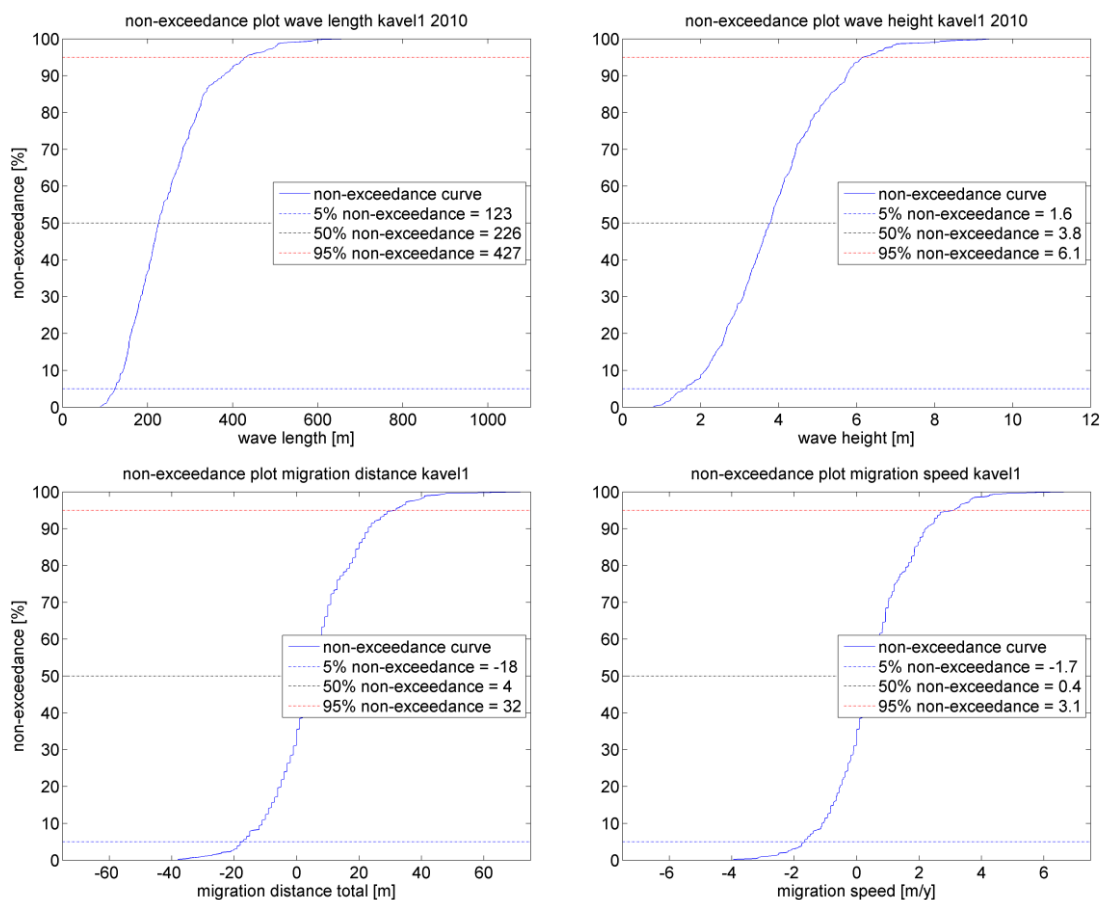 non-exceedance plot wave length kavel1 2010
100
90
80
70
60
50
40
30
20
10
0
non-exceedance [%]
non-exceedance curve
5% non-exceedance = 123
50% non-exceedance = 226
95% non-exceedance = 427
0 200 400 600 800 1000
wave length [m]
non-exceedance plot wave height kavel1 2010
100
90
80
70
60
50
40
30
20
10
0
non-exceedance curve
5% non-exceedance = 1.6
50% non-exceedance = 3.8
95% non-exceedance = 6.1
0 2 4 6 8 10 12
wave height [m]
non-exceedance plot migration distance kavel1
100
90
80
70
60
50
40
30
20
10
0
non-exceedance [%]
non-exceedance curve
5% non-exceedance = -18
50% non-exceedance = 4
95% non-exceedance = 32
-60 -40 -20 0 20 40 60
migration distance total [m]
non-exceedance plot migration speed kavel1
100
90
80
70
60
50
40
30
20
10
0
non-exceedance curve
5% non-exceedance = -1.7
50% non-exceedance = 0.4
95% non-exceedance = 3.1
-6 -4 -2 0 2 4 6
migration speed [m/y]